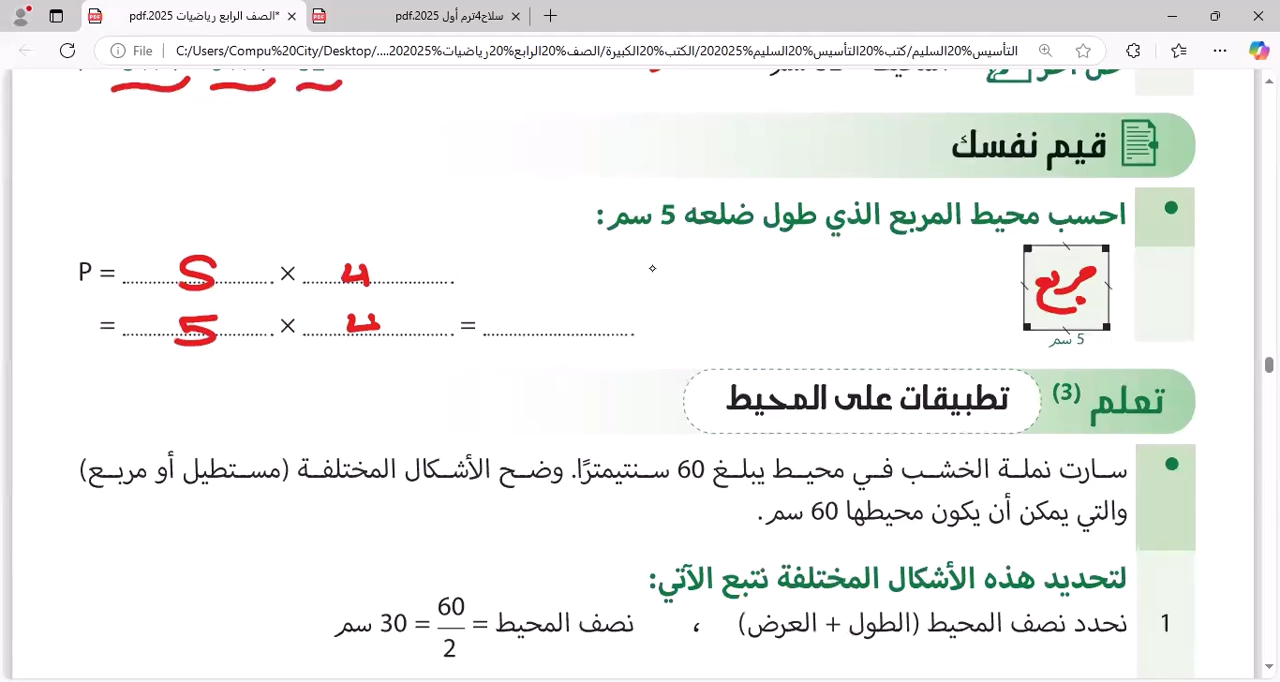 *الصف الرابع رياضيات 2025.pdf
سلاح4ترم أول 2025.pdf
File
C:/Users/Compu%20City/Desktop/....202025%الصف%20الرابع%20رياضيات/الكتب%20الكبيرة/202025%كتب%20التأسيس%20السليم/التأسيس%20السليم
قيم نفسك
احسب محيط المربع الذي طول ضلعه 5 سم:
P = S × 4
مربع
= 5 × 4 =
5 سم
تعلم (3) تطبيقات على المحيط
سارت نملة الخشب في محيط يبلغ 60 سنتيمترًا. وضح الأشكال المختلفة (مستطيل أو مربع)
والتي يمكن أن يكون محيطها 60 سم.
لتحديد هذه الأشكال المختلفة نتبع الآتي:
1 نحدد نصف المحيط (الطول + العرض) ، نصف المحيط = 60/2 = 30 سم